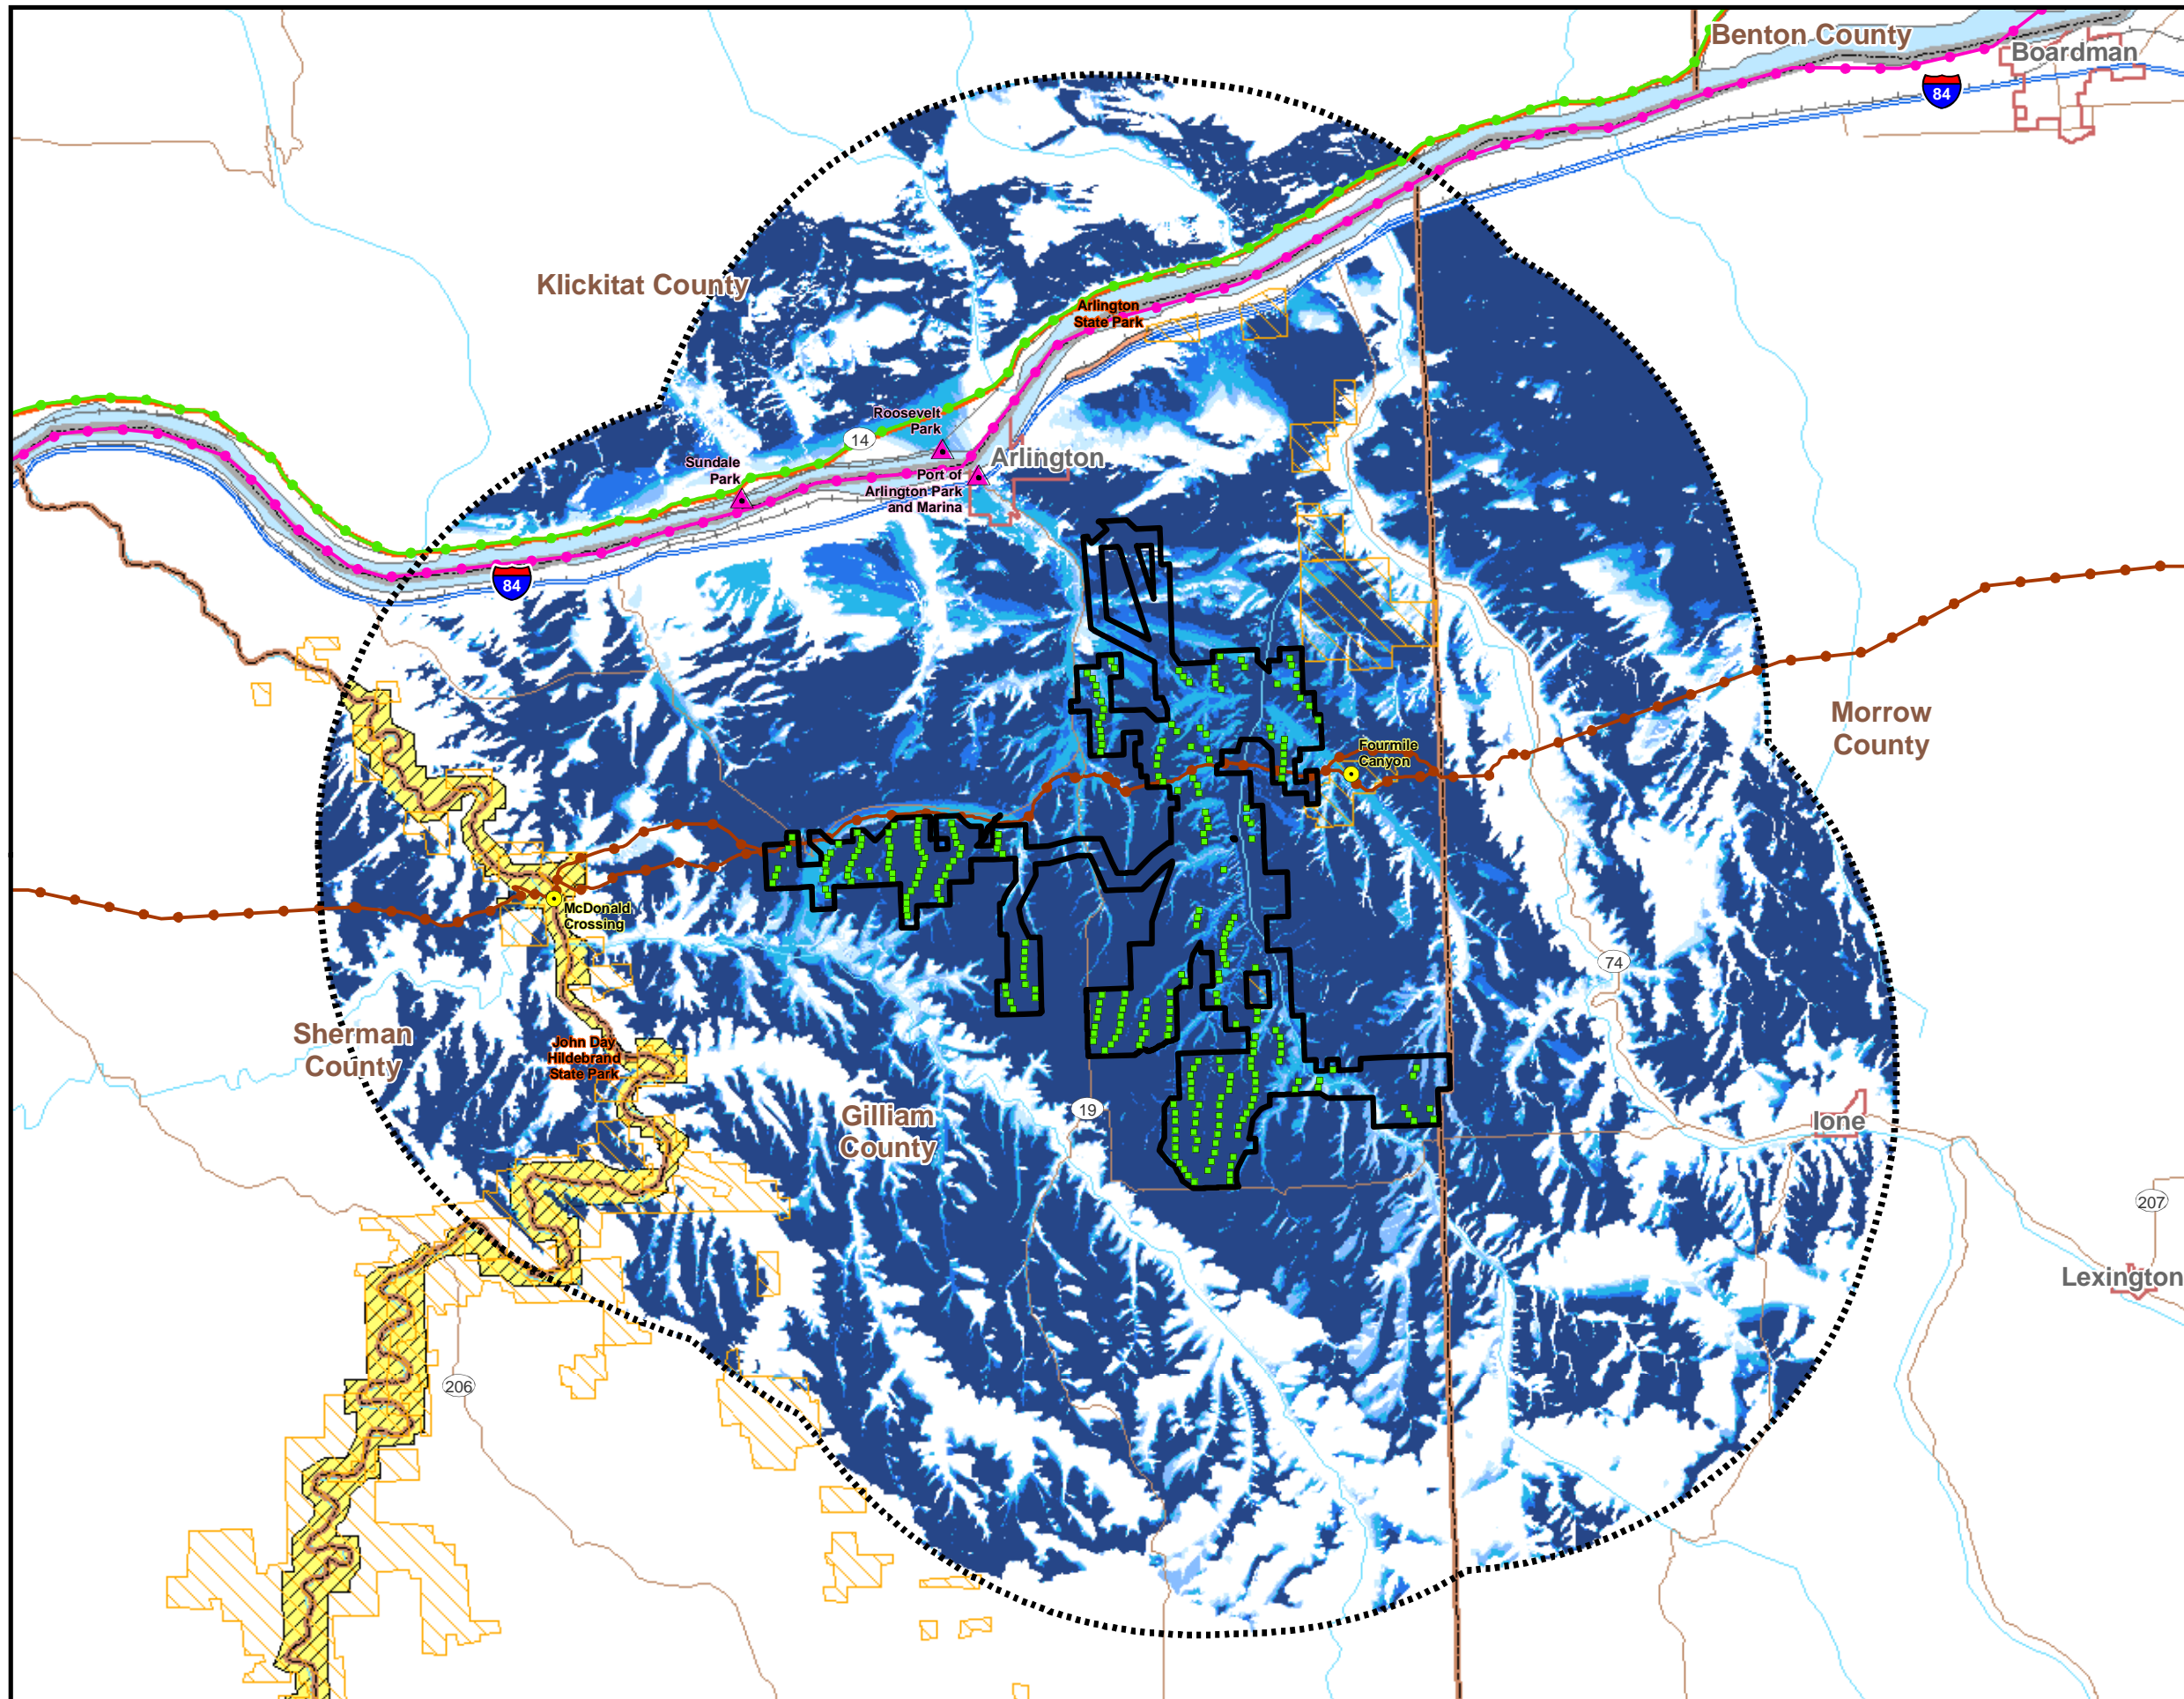 Benton County
Boardman
84
Klickitat County
Arlington
State Park
Roosevelt
Park
14
Arlington
Sundale
Park
Port of
Arlington Park
and Marina
84
Morrow
County
Fourmile
Canyon
McDonald
Crossing
74
Sherman
County
John Day
Hildebrand
State Park
Gilliam
County
19
Ione
207
Lexington
206